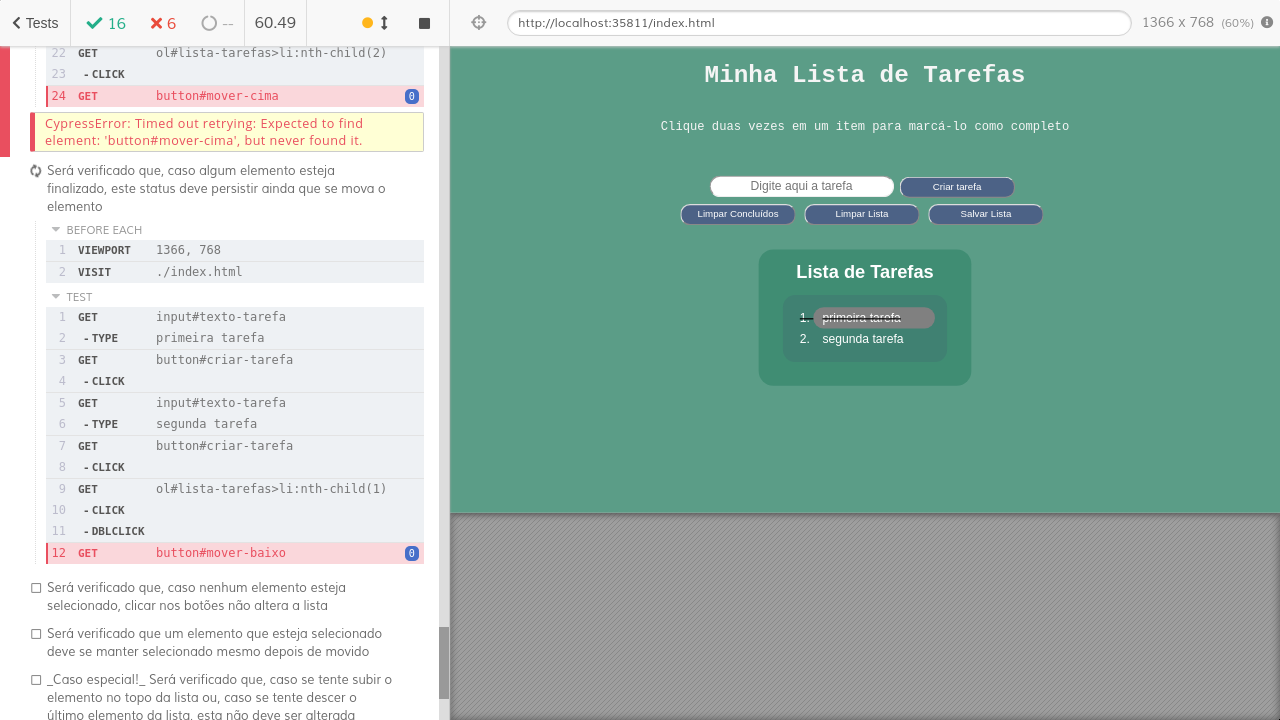 Tests 16 6 -- 60.49
22 GET ol#lista-tarefas>li:nth-child(2)
23 - CLICK
24 GET button#mover-cima 0
CypressError: Timed out retrying: Expected to find
element: 'button#mover-cima', but never found it.
Será verificado que, caso algum elemento esteja
finalizado, este status deve persistir ainda que se mova o
elemento
BEFORE EACH
1 VIEWPORT 1366, 768
2 VISIT ./index.html
TEST
1 GET input#texto-tarefa
2 - TYPE primeira tarefa
3 GET button#criar-tarefa
4 - CLICK
5 GET input#texto-tarefa
6 - TYPE segunda tarefa
7 GET button#criar-tarefa
8 - CLICK
9 GET ol#lista-tarefas>li:nth-child(1)
10 - CLICK
11 - DBLCLICK
12 GET button#mover-baixo 0
Será verificado que, caso nenhum elemento esteja
selecionado, clicar nos botões não altera a lista
Será verificado que um elemento que esteja selecionado
deve se manter selecionado mesmo depois de movido
_Caso especial!_ Será verificado que, caso se tente subir o
elemento no topo da lista ou, caso se tente descer o
último elemento da lista, esta não deve ser alterada
http://localhost:35811/index.html 1366 x 768 (60%)
Minha Lista de Tarefas
Clique duas vezes em um item para marcá-lo como completo
Digite aqui a tarefa Criar tarefa
Limpar Concluídos Limpar Lista Salvar Lista
Lista de Tarefas
1. primeira tarefa
2. segunda tarefa